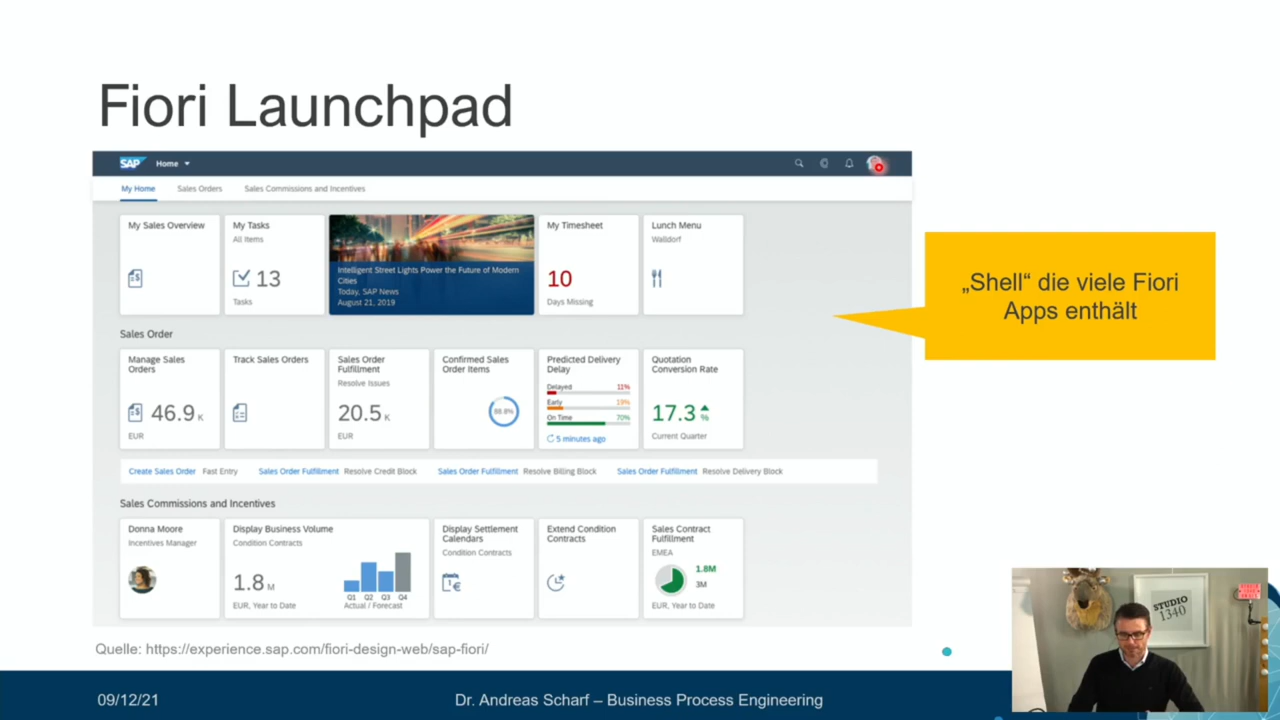 Fiori Launchpad
SAP Home
My Home Sales Orders Sales Commissions and Incentives
My Sales Overview
My Tasks
All Items
13
Tasks
Intelligent Street Lights Power the Future of Modern
Cities
Today, SAP News
August 21, 2019
My Timesheet
10
Days Missing
Lunch Menu
Walldorf
„Shell“ die viele Fiori
Apps enthält
Sales Order
Manage Sales
Orders
46.9 K
EUR
Track Sales Orders
Sales Order
Fulfillment
Resolve Issues
20.5 K
EUR
Confirmed Sales
Order Items
88.8%
Predicted Delivery
Delay
Delayed 11%
Early 19%
On Time 70%
5 minutes ago
Quotation
Conversion Rate
17.3 %
Current Quarter
Create Sales Order Fast Entry Sales Order Fulfillment Resolve Credit Block Sales Order Fulfillment Resolve Billing Block Sales Order Fulfillment Resolve Delivery Block
Sales Commissions and Incentives
Donna Moore
Incentives Manager
Display Business Volume
Condition Contracts
1.8 M
EUR, Year to Date
Q1 Q2 Q3 Q4
Actual / Forecast
Display Settlement
Calendars
Condition Contracts
Extend Condition
Contracts
Sales Contract
Fulfillment
EMEA
1.8M
3M
EUR, Year to Date
Quelle: https://experience.sap.com/fiori-design-web/sap-fiori/
STUDIO
1340
09/12/21 Dr. Andreas Scharf – Business Process Engineering